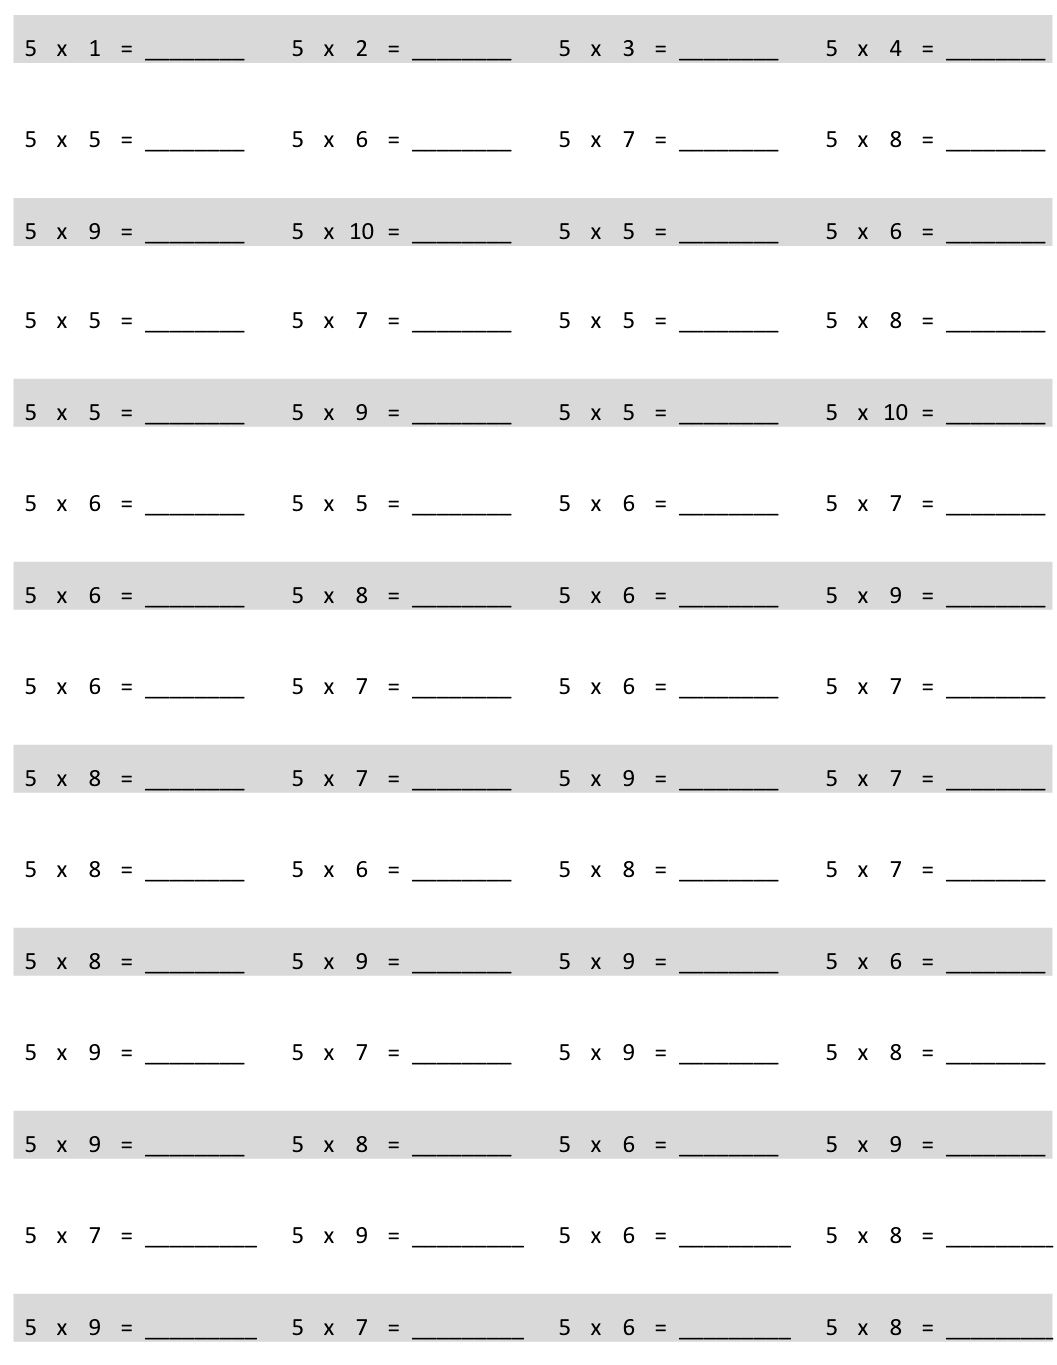 5 x 1 = ________ 5 x 2 = ________ 5 x 3 = ________ 5 x 4 = ________
5 x 5 = ________ 5 x 6 = ________ 5 x 7 = ________ 5 x 8 = ________
5 x 9 = ________ 5 x 10 = ________ 5 x 5 = ________ 5 x 6 = ________
5 x 5 = ________ 5 x 7 = ________ 5 x 5 = ________ 5 x 8 = ________
5 x 5 = ________ 5 x 9 = ________ 5 x 5 = ________ 5 x 10 = ________
5 x 6 = ________ 5 x 5 = ________ 5 x 6 = ________ 5 x 7 = ________
5 x 6 = ________ 5 x 8 = ________ 5 x 6 = ________ 5 x 9 = ________
5 x 6 = ________ 5 x 7 = ________ 5 x 6 = ________ 5 x 7 = ________
5 x 8 = ________ 5 x 7 = ________ 5 x 9 = ________ 5 x 7 = ________
5 x 8 = ________ 5 x 6 = ________ 5 x 8 = ________ 5 x 7 = ________
5 x 8 = ________ 5 x 9 = ________ 5 x 9 = ________ 5 x 6 = ________
5 x 9 = ________ 5 x 7 = ________ 5 x 9 = ________ 5 x 8 = ________
5 x 9 = ________ 5 x 8 = ________ 5 x 6 = ________ 5 x 9 = ________
5 x 7 = _________ 5 x 9 = _________ 5 x 6 = _________ 5 x 8 = _________
5 x 9 = _________ 5 x 7 = _________ 5 x 6 = _________ 5 x 8 = _________